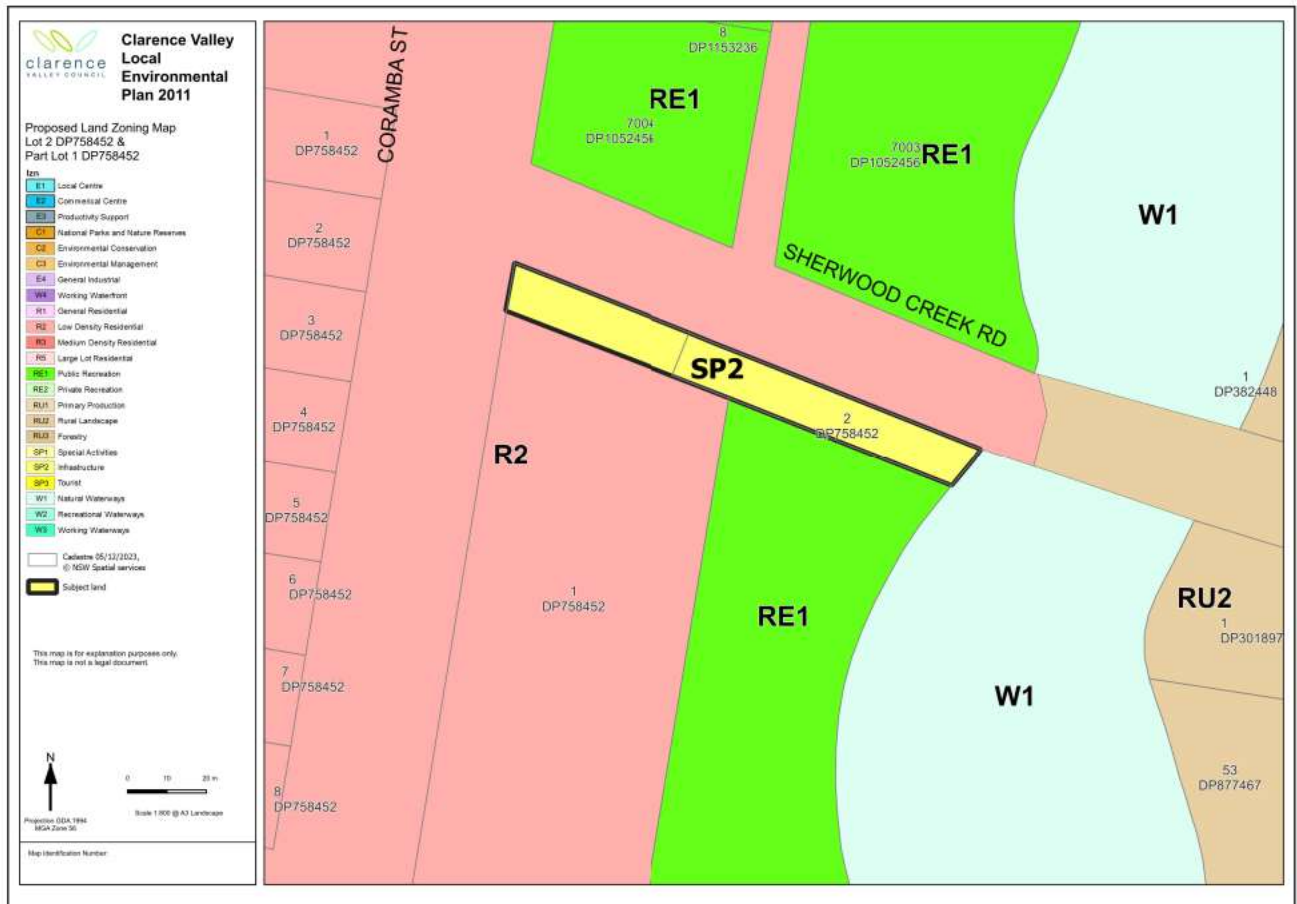 clarence
VALLEY COUNCIL
Clarence Valley
Local
Environmental
Plan 2011
Proposed Land Zoning Map
Lot 2 DP758452 &
Part Lot 1 DP758452
lzn
E1 Local Centre
E2 Commerical Centre
E3 Productivity Support
C1 National Parks and Nature Reserves
C2 Environmental Conservation
C3 Environmental Management
E4 General Industrial
W4 Working Waterfront
R1 General Residential
R2 Low Density Residential
R3 Medium Density Residential
R5 Large Lot Residential
RE1 Public Recreation
RE2 Private Recreation
RU1 Primary Production
RU2 Rural Landscape
RU3 Forestry
SP1 Special Activities
SP2 Infrastructure
SP3 Tourist
W1 Natural Waterways
W2 Recreational Waterways
W3 Working Waterways
Cadastre 05/12/2023,
© NSW Spatial services
Subject land
This map is for explanation purposes only.
This map is not a legal document.
N
0 10 20 m
Scale 1:800 @ A3 Landscape
Projection GDA 1994
MGA Zone 56
Map Identification Number:
CORAMBA ST
8
DP1153236
RE1
7004
DP1052456
7003
DP1052456
RE1
W1
1
DP758452
2
DP758452
3
DP758452
4
DP758452
5
DP758452
6
DP758452
7
DP758452
8
DP758452
SHERWOOD CREEK RD
SP2
2
DP758452
1
DP382448
R2
1
DP758452
RE1
W1
RU2
1
DP301897
53
DP877467